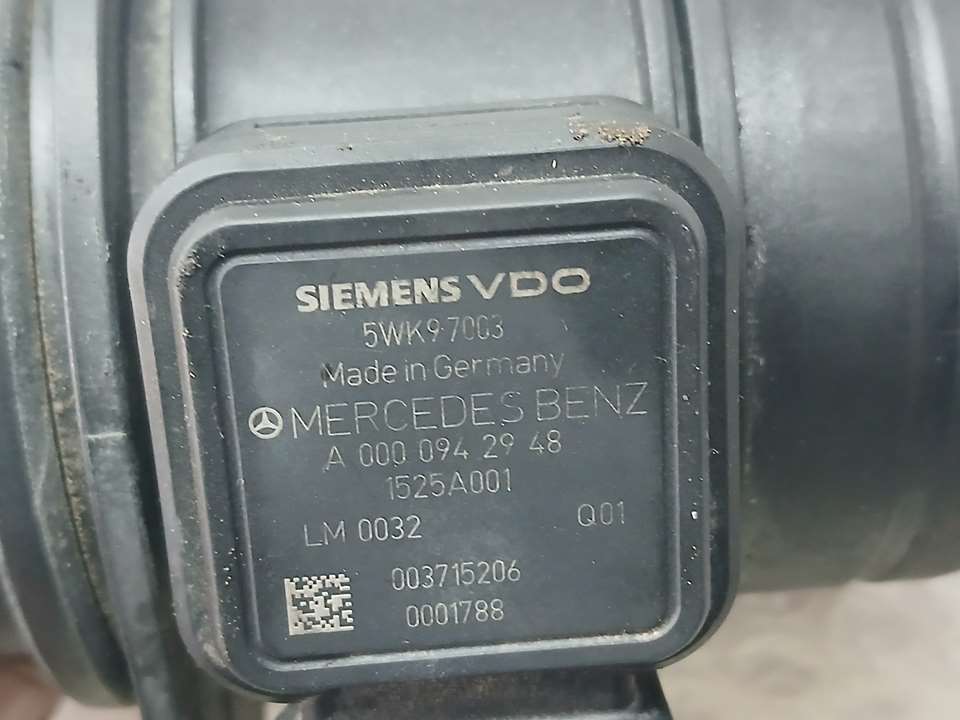 SIEMENS VDO
5WK9 7003
Made in Germany
MERCEDES BENZ
A 000 094 29 48
1525A001
LM 0032 Q01
003715206
0001788